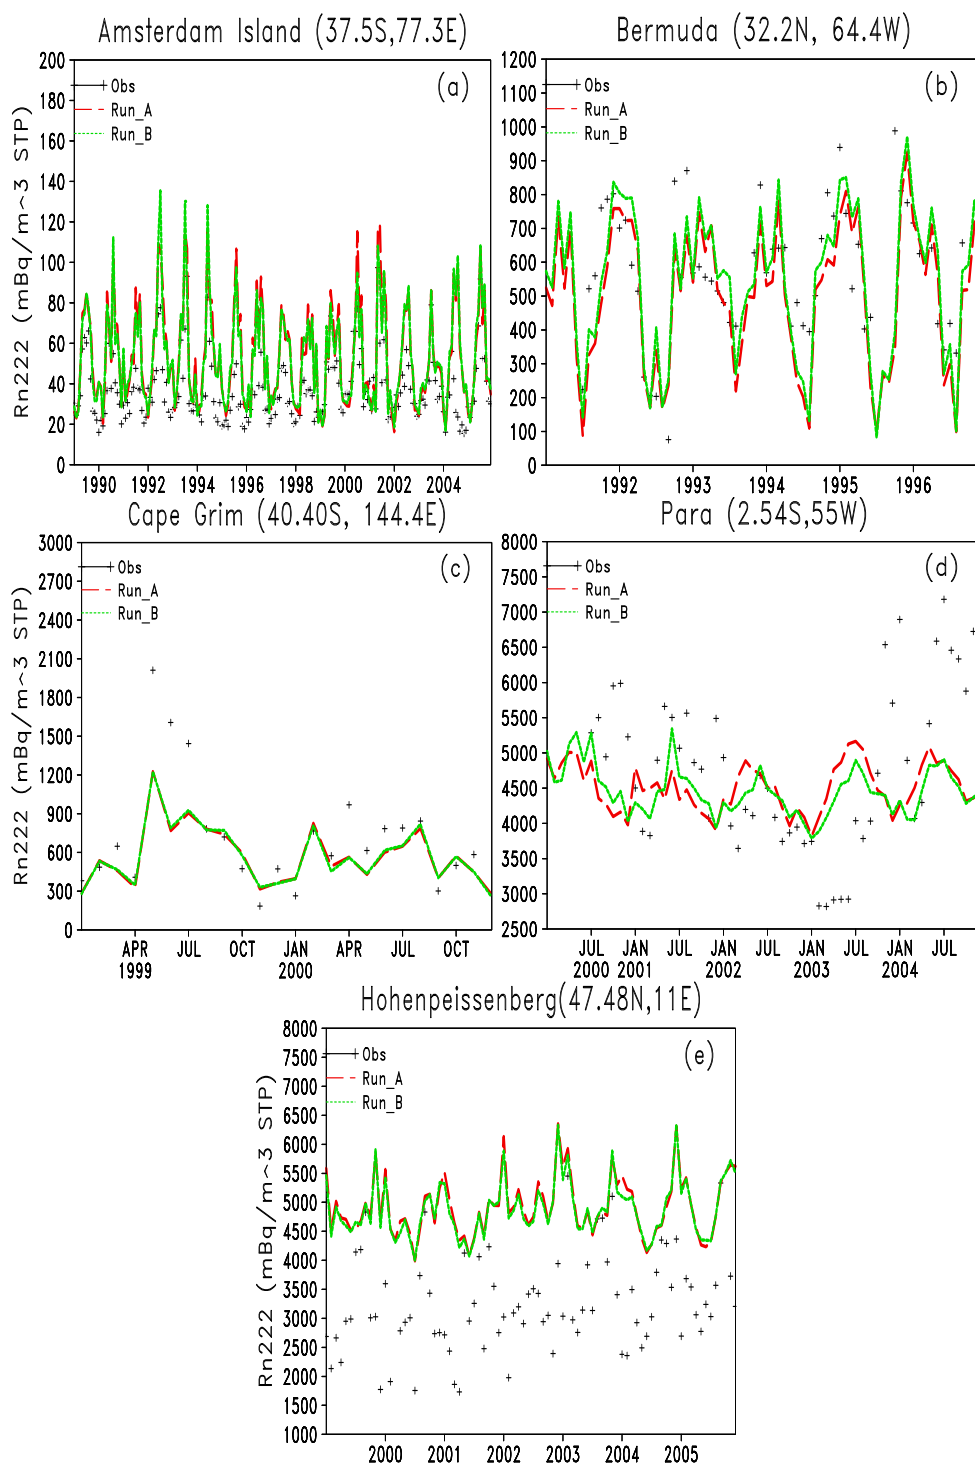 Amsterdam Island (37.5S,77.3E)
Bermuda (32.2N, 64.4W)
Rn222 (mBq/m^3 STP)
200
180
160
140
120
100
80
60
40
20
0
Obs
Run_A
Run_B
(a)
1990 1992 1994 1996 1998 2000 2002 2004
1200
1100
1000
900
800
700
600
500
400
300
200
100
0
Obs
Run_A
Run_B
(b)
1992 1993 1994 1995 1996
Cape Grim (40.40S, 144.4E)
Para (2.54S,55W)
Rn222 (mBq/m^3 STP)
3000
2700
2400
2100
1800
1500
1200
900
600
300
0
Obs
Run_A
Run_B
(c)
APR JUL OCT JAN APR JUL OCT
1999 2000
8000
7500
7000
6500
6000
5500
5000
4500
4000
3500
3000
2500
Obs
Run_A
Run_B
(d)
JUL JAN JUL JAN JUL JAN JUL JAN JUL
2000 2001 2002 2003 2004
Hohenpeissenberg(47.48N,11E)
Rn222 (mBq/m^3 STP)
8000
7500
7000
6500
6000
5500
5000
4500
4000
3500
3000
2500
2000
1500
1000
Obs
Run_A
Run_B
(e)
2000 2001 2002 2003 2004 2005